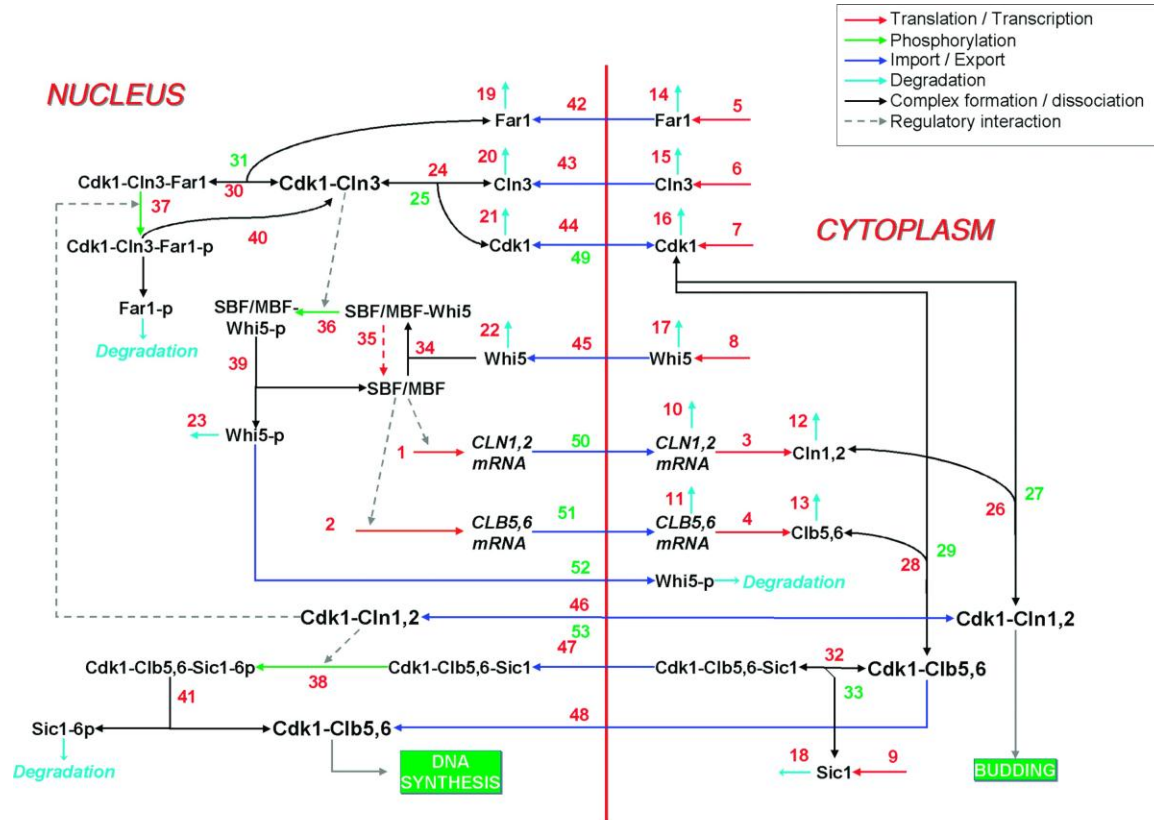 Translation / Transcription
Phosphorylation
Import / Export
Degradation
Complex formation / dissociation
Regulatory interaction
NUCLEUS
CYTOPLASM
19 42 14 5
Far1 Far1
31
20 43 15 6
Cdk1-Cln3-Far1 30 Cdk1-Cln3 24 25 Cln3 Cln3
37
21 44 16 7
Cdk1-Cln3-Far1-p 40 Cdk1 49 Cdk1
Far1-p
Degradation
SBF/MBF-
Whi5-p
36
SBF/MBF-Whi5
35 34
22 45 17 8
Whi5 Whi5
39
SBF/MBF
23
Whi5-p
10 12
1
CLN1,2
mRNA
50
CLN1,2
mRNA
3
Cln1,2
27
26
11 13
2
CLB5,6
mRNA
51
CLB5,6
mRNA
4
Clb5,6
29
28
52
Whi5-p Degradation
46
Cdk1-Cln1,2 Cdk1-Cln1,2
53
47
Cdk1-Clb5,6-Sic1-6p 38 Cdk1-Clb5,6-Sic1 Cdk1-Clb5,6-Sic1 32 Cdk1-Clb5,6
33
41
48
Sic1-6p Cdk1-Clb5,6
Degradation
DNA
SYNTHESIS
18 9
Sic1
BUDDING